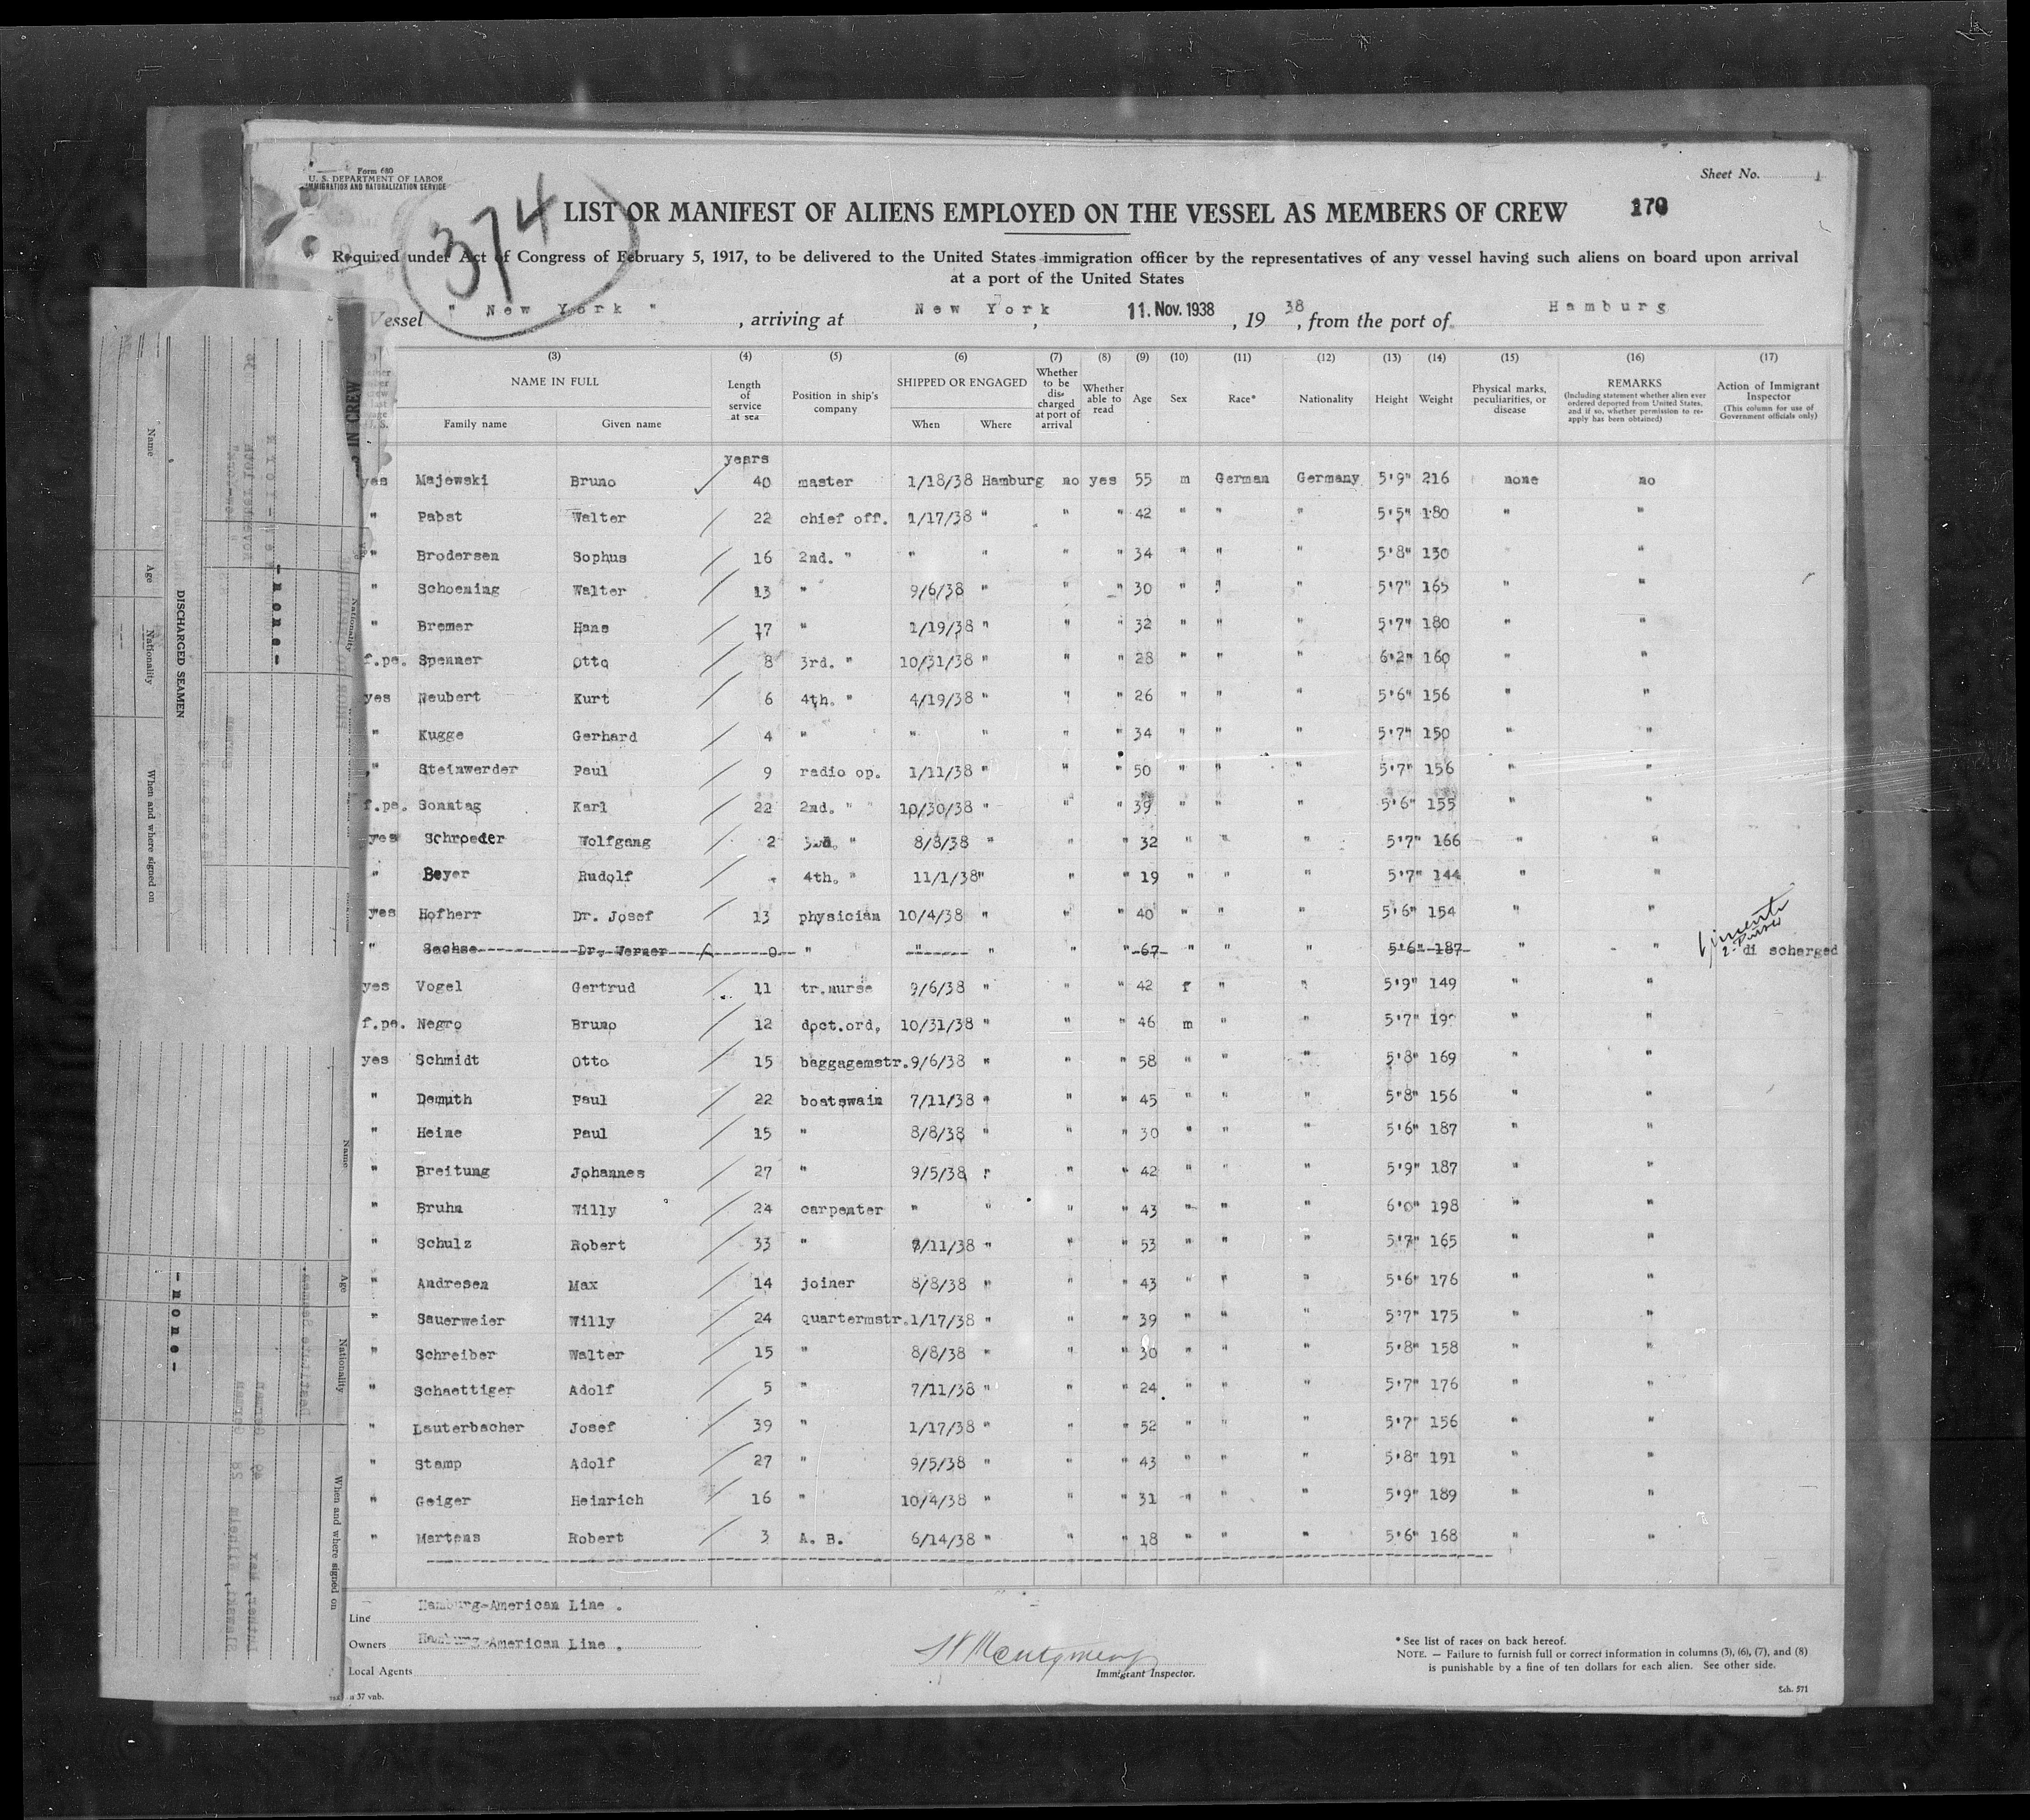 Form 680
U. S. DEPARTMENT OF LABOR
IMMIGRATION AND NATURALIZATION SERVICE
Sheet No. 1
374
LIST OR MANIFEST OF ALIENS EMPLOYED ON THE VESSEL AS MEMBERS OF CREW 170
Required under Act of Congress of February 5, 1917, to be delivered to the United States immigration officer by the representatives of any vessel having such aliens on board upon arrival
at a port of the United States
Vessel " New York " , arriving at New York , 11. Nov. 1938 , 19 38 , from the port of Hamburg
(3) (4) (5) (6) (7) (8) (9) (10) (11) (12) (13) (14) (15) (16) (17)
NAME IN FULL Family name Given name Length of service at sea Position in ship's company SHIPPED OR ENGAGED When Where Whether to be discharged at port of arrival Whether able to read Age Sex Race* Nationality Height Weight Physical marks, peculiarities, or disease REMARKS (Including statement whether alien ever ordered deported from United States, and if so, whether permission to reapply has been obtained) Action of Immigrant Inspector (This column for use of Government officials only)
years
yes Majewski Bruno 40 master 1/18/38 Hamburg no yes 55 m German Germany 5'9" 216 none no
" Pabst Walter 22 chief off. 1/17/38 " " " 42 " " " 5'5" 180 " "
" Brodersen Sophus 16 2nd. " " " " " 34 " " " 5'8" 130 "
" Schoening Walter 13 " 9/6/38 " " " 30 " " " 5'7" 165 " "
" Bremer Hans 17 " 1/19/38 " " " 32 " " " 5'7" 180 " "
f.pe. Spenner Otto 8 3rd. " 10/31/38 " " " 28 " " " 6'2" 160 " "
yes Neubert Kurt 6 4th. " 4/19/38 " " " 26 " " " 5'6" 156 " "
" Kugge Gerhard 4 " " " " " 34 " " " 5'7" 150 " "
" Steinwerder Paul 9 radio op. 1/11/38 " " " 50 " " " 5'7" 156 " "
f.pe. Sonntag Karl 22 2nd. " " 10/30/38 " " " 39 " " " 5'6" 155 " "
yes Schroeder Wolfgang 2 3rd. " 8/8/38 " " " 32 " " " 5'7" 166 " "
" Beyer Rudolf 4th. " 11/1/38 " " " 19 " " " 5'7" 144 " "
yes Hofherr Dr. Josef 13 physician 10/4/38 " " " 40 " " " 5'6" 154 " "
" Sachse Dr. Werner 0 " " " " " 67 " " " 5'6" 187 " " discharged
yes Vogel Gertrud 11 tr.nurse 9/6/38 " " " 42 f " " 5'9" 149 " "
f.pe. Negro Bruno 12 doct.ord, 10/31/38 " " " 46 m " " 5'7" " "
yes Schmidt Otto 15 baggagemstr. 9/6/38 " " " 58 " " " 5'8" 169 " "
" Demuth Paul 22 boatswain 7/11/38 " " " 45 " " " 5'8" 156 " "
" Heine Paul 15 " 8/8/38 " " " 30 " " " 5'6" 187 " "
" Breitung Johannes 27 " 9/5/38 " " " 42 " " " 5'9" 187 " "
" Bruhn Willy 24 carpenter " " " " 43 " " " 6'0" 198 " "
" Schulz Robert 33 " /11/38 " " " 53 " " " 5'7" 165 " "
" Andresen Max 14 joiner 8/8/38 " " " 43 " " " 5'6" 176 " "
" Sauerweier Willy 24 quartermstr. 1/17/38 " " " 39 " " " 5'7" 175 " "
" Schreiber Walter 15 " 8/8/38 " " " 30 " " " 5'8" 158 " "
" Schaettiger Adolf 5 " 7/11/38 " " " 24 " " " 5'7" 176 " "
" Lauterbacher Josef 39 " 1/17/38 " " " 52 " " " 5'7" 156 " "
" Stamp Adolf 27 " 9/5/38 " " " 43 " " " 5'8" 191 " "
" Geiger Heinrich 16 " 10/4/38 " " " 31 " " " 5'9" 189 " "
" Martens Robert 3 A. B. 6/14/38 " " " 18 " " " 5'6" 168 " "
Line Hamburg-American Line .
Owners Hamburg-American Line .
Local Agents
Montgomery
Immigrant Inspector.
* See list of races on back hereof.
NOTE. — Failure to furnish full or correct information in columns (3), (6), (7), and (8)
is punishable by a fine of ten dollars for each alien. See other side.
37 vnb.
Sch. 571
IN CREW
DISCHARGED SEAMEN
Name Age Nationality When and where signed on
- none -
Name Age Nationality When and where signed on
- none -